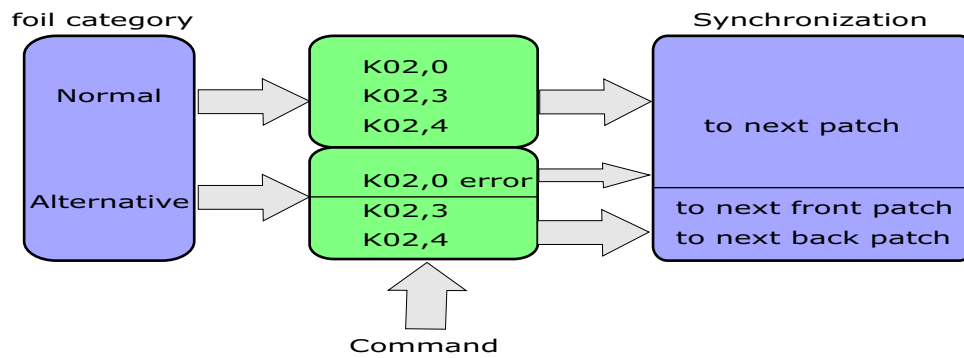 foil category
Synchronization
Normal
Alternative
K02,0
K02,3
K02,4
K02,0 error
K02,3
K02,4
to next patch
to next front patch
to next back patch
Command